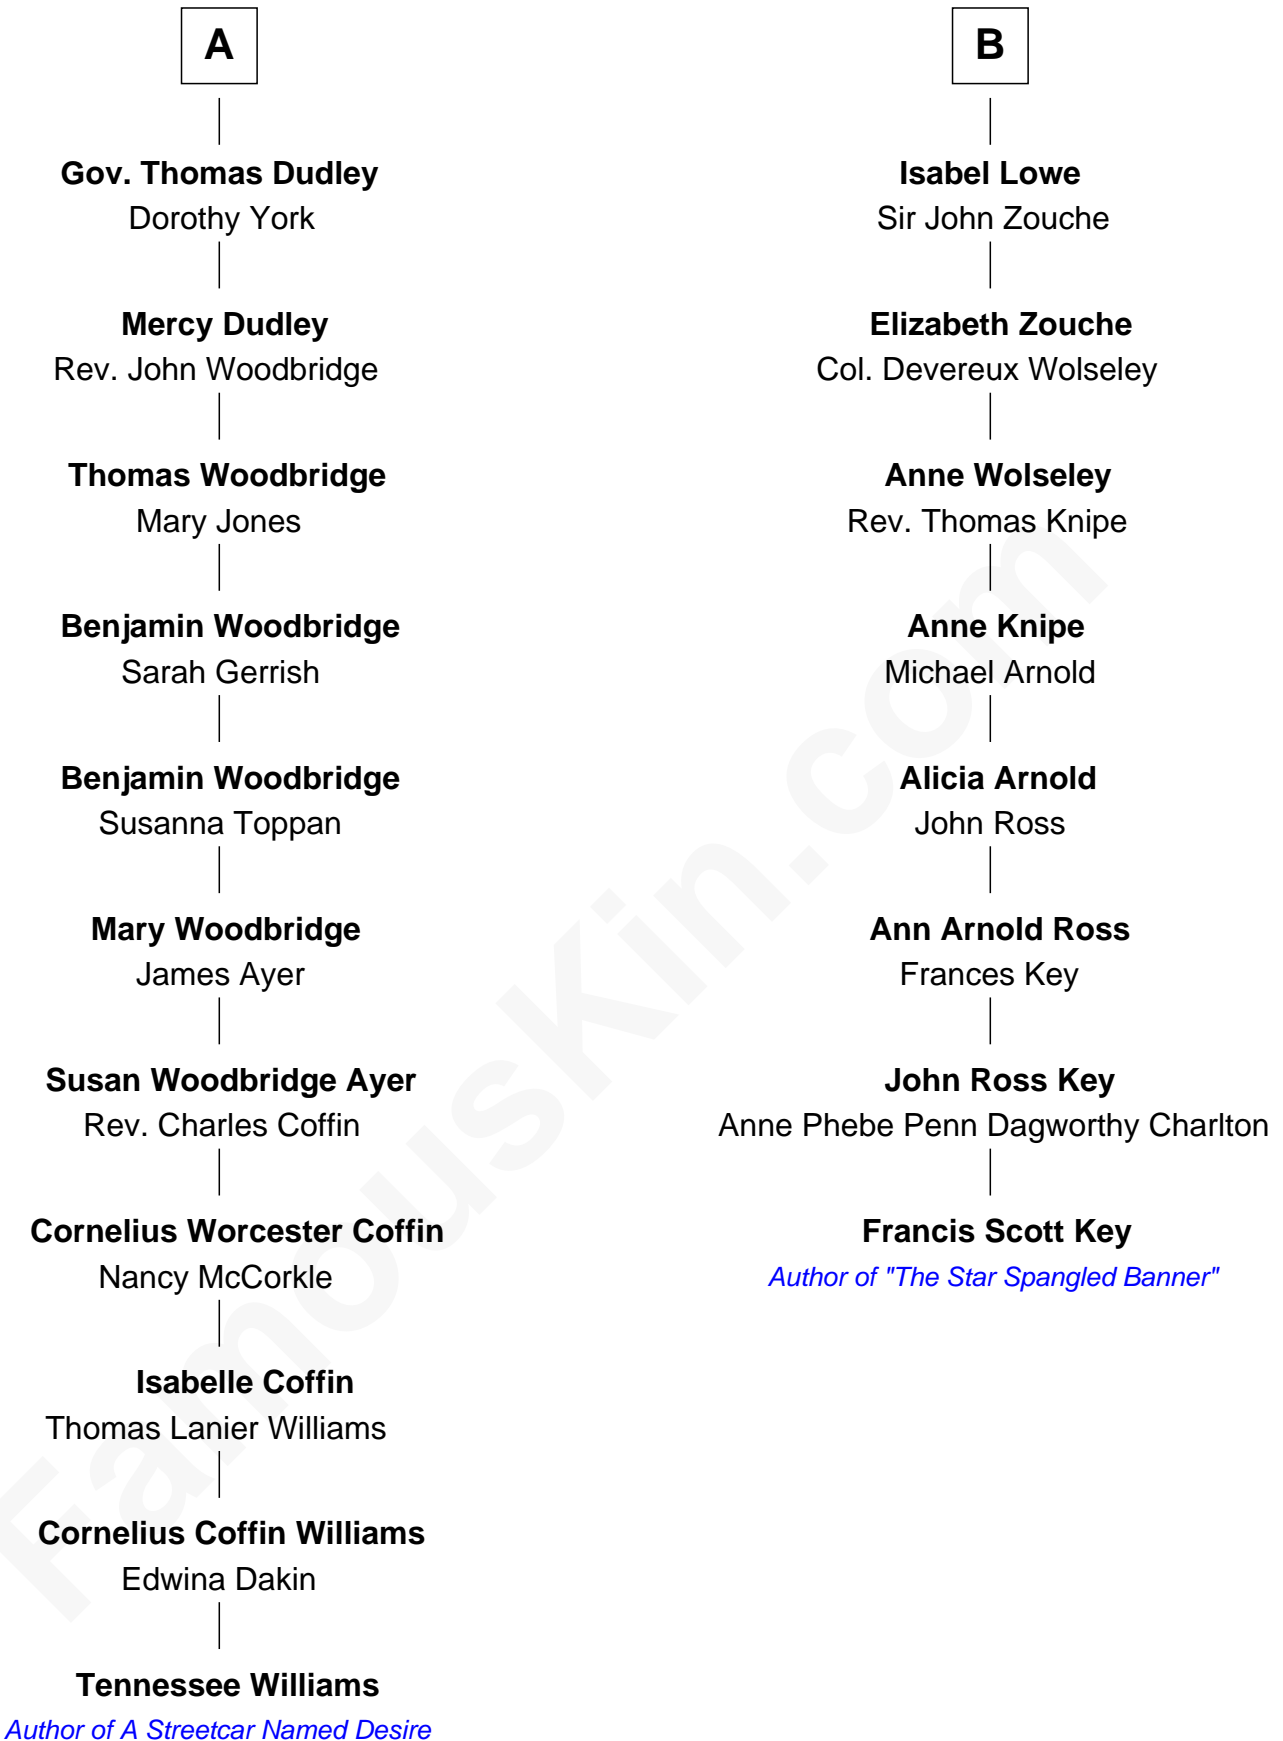 A
Gov. Thomas Dudley
Dorothy York
Mercy Dudley
Rev. John Woodbridge
Thomas Woodbridge
Mary Jones
Benjamin Woodbridge
Sarah Gerrish
Benjamin Woodbridge
Susanna Toppan
Mary Woodbridge
James Ayer
Susan Woodbridge Ayer
Rev. Charles Coffin
Cornelius Worcester Coffin
Nancy McCorkle
Isabelle Coffin
Thomas Lanier Williams
Cornelius Coffin Williams
Edwina Dakin
Tennessee Williams
Author of A Streetcar Named Desire
B
Isabel Lowe
Sir John Zouche
Elizabeth Zouche
Col. Devereux Wolseley
Anne Wolseley
Rev. Thomas Knipe
Anne Knipe
Michael Arnold
Alicia Arnold
John Ross
Ann Arnold Ross
Frances Key
John Ross Key
Anne Phebe Penn Dagworthy Charlton
Francis Scott Key
Author of "The Star Spangled Banner"
FamousKin.com